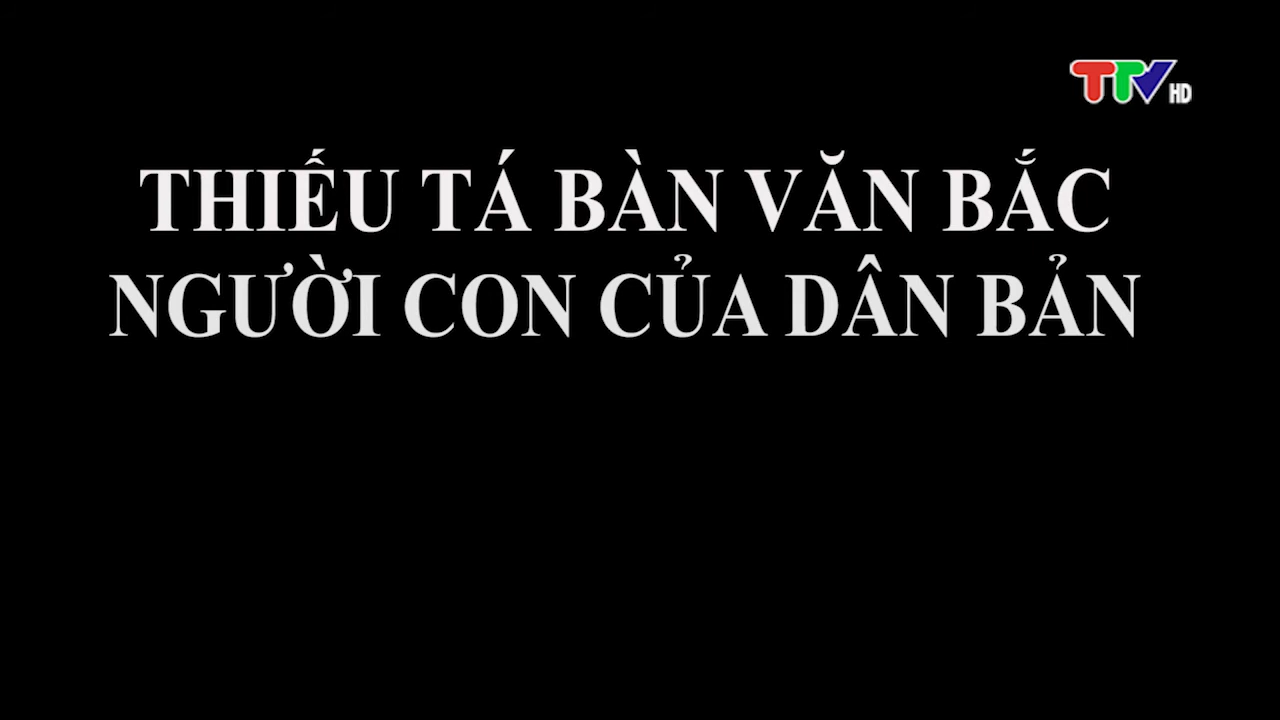 TTV HD
THIẾU TÁ BÀN VĂN BẮC
NGƯỜI CON CỦA DÂN BẢN